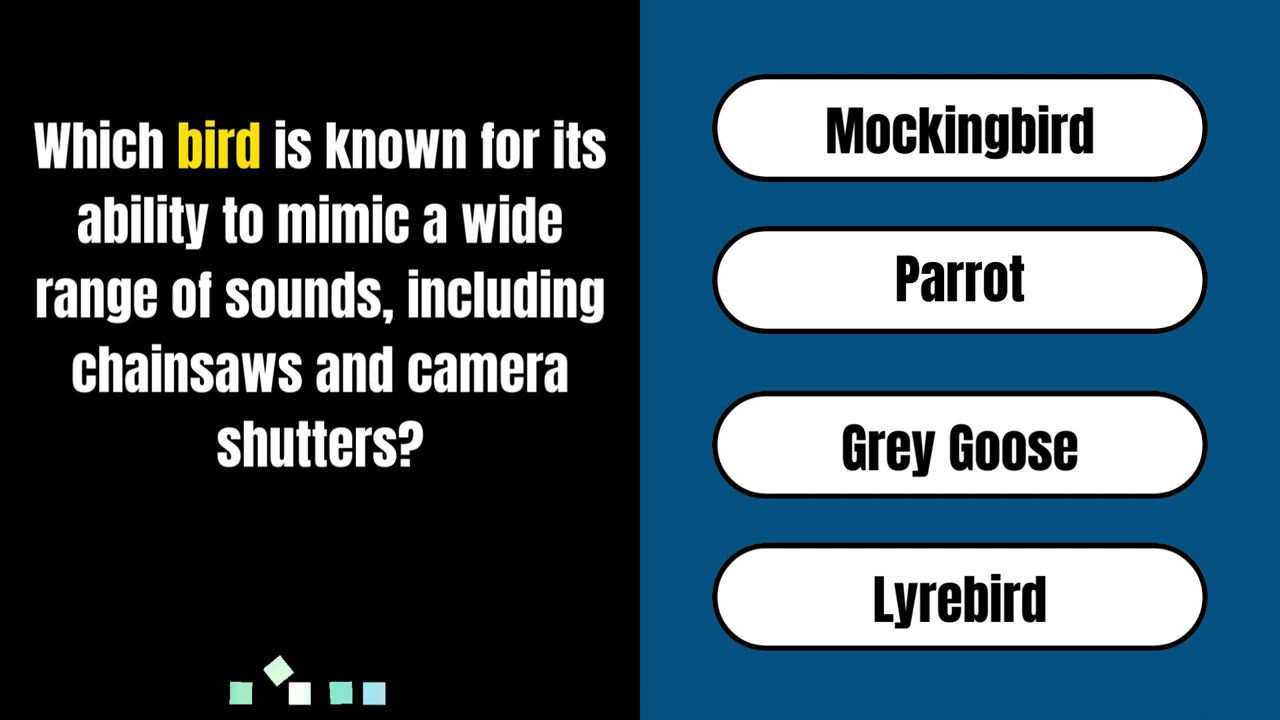 Which bird is known for its
ability to mimic a wide
range of sounds, including
chainsaws and camera
shutters?
Mockingbird
Parrot
Grey Goose
Lyrebird